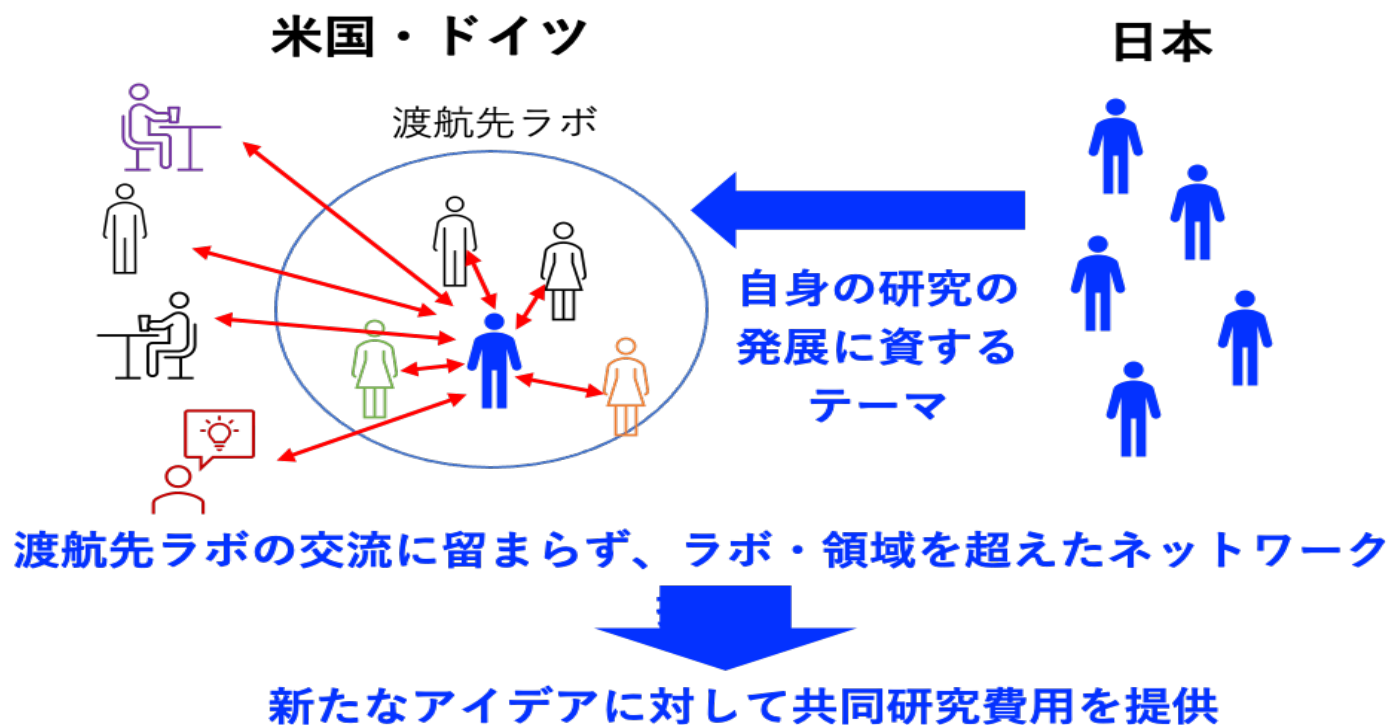 米国・ドイツ
日本
渡航先ラボ
自身の研究の
発展に資する
テーマ
渡航先ラボの交流に留まらず、ラボ・領域を超えたネットワーク
新たなアイデアに対して共同研究費用を提供